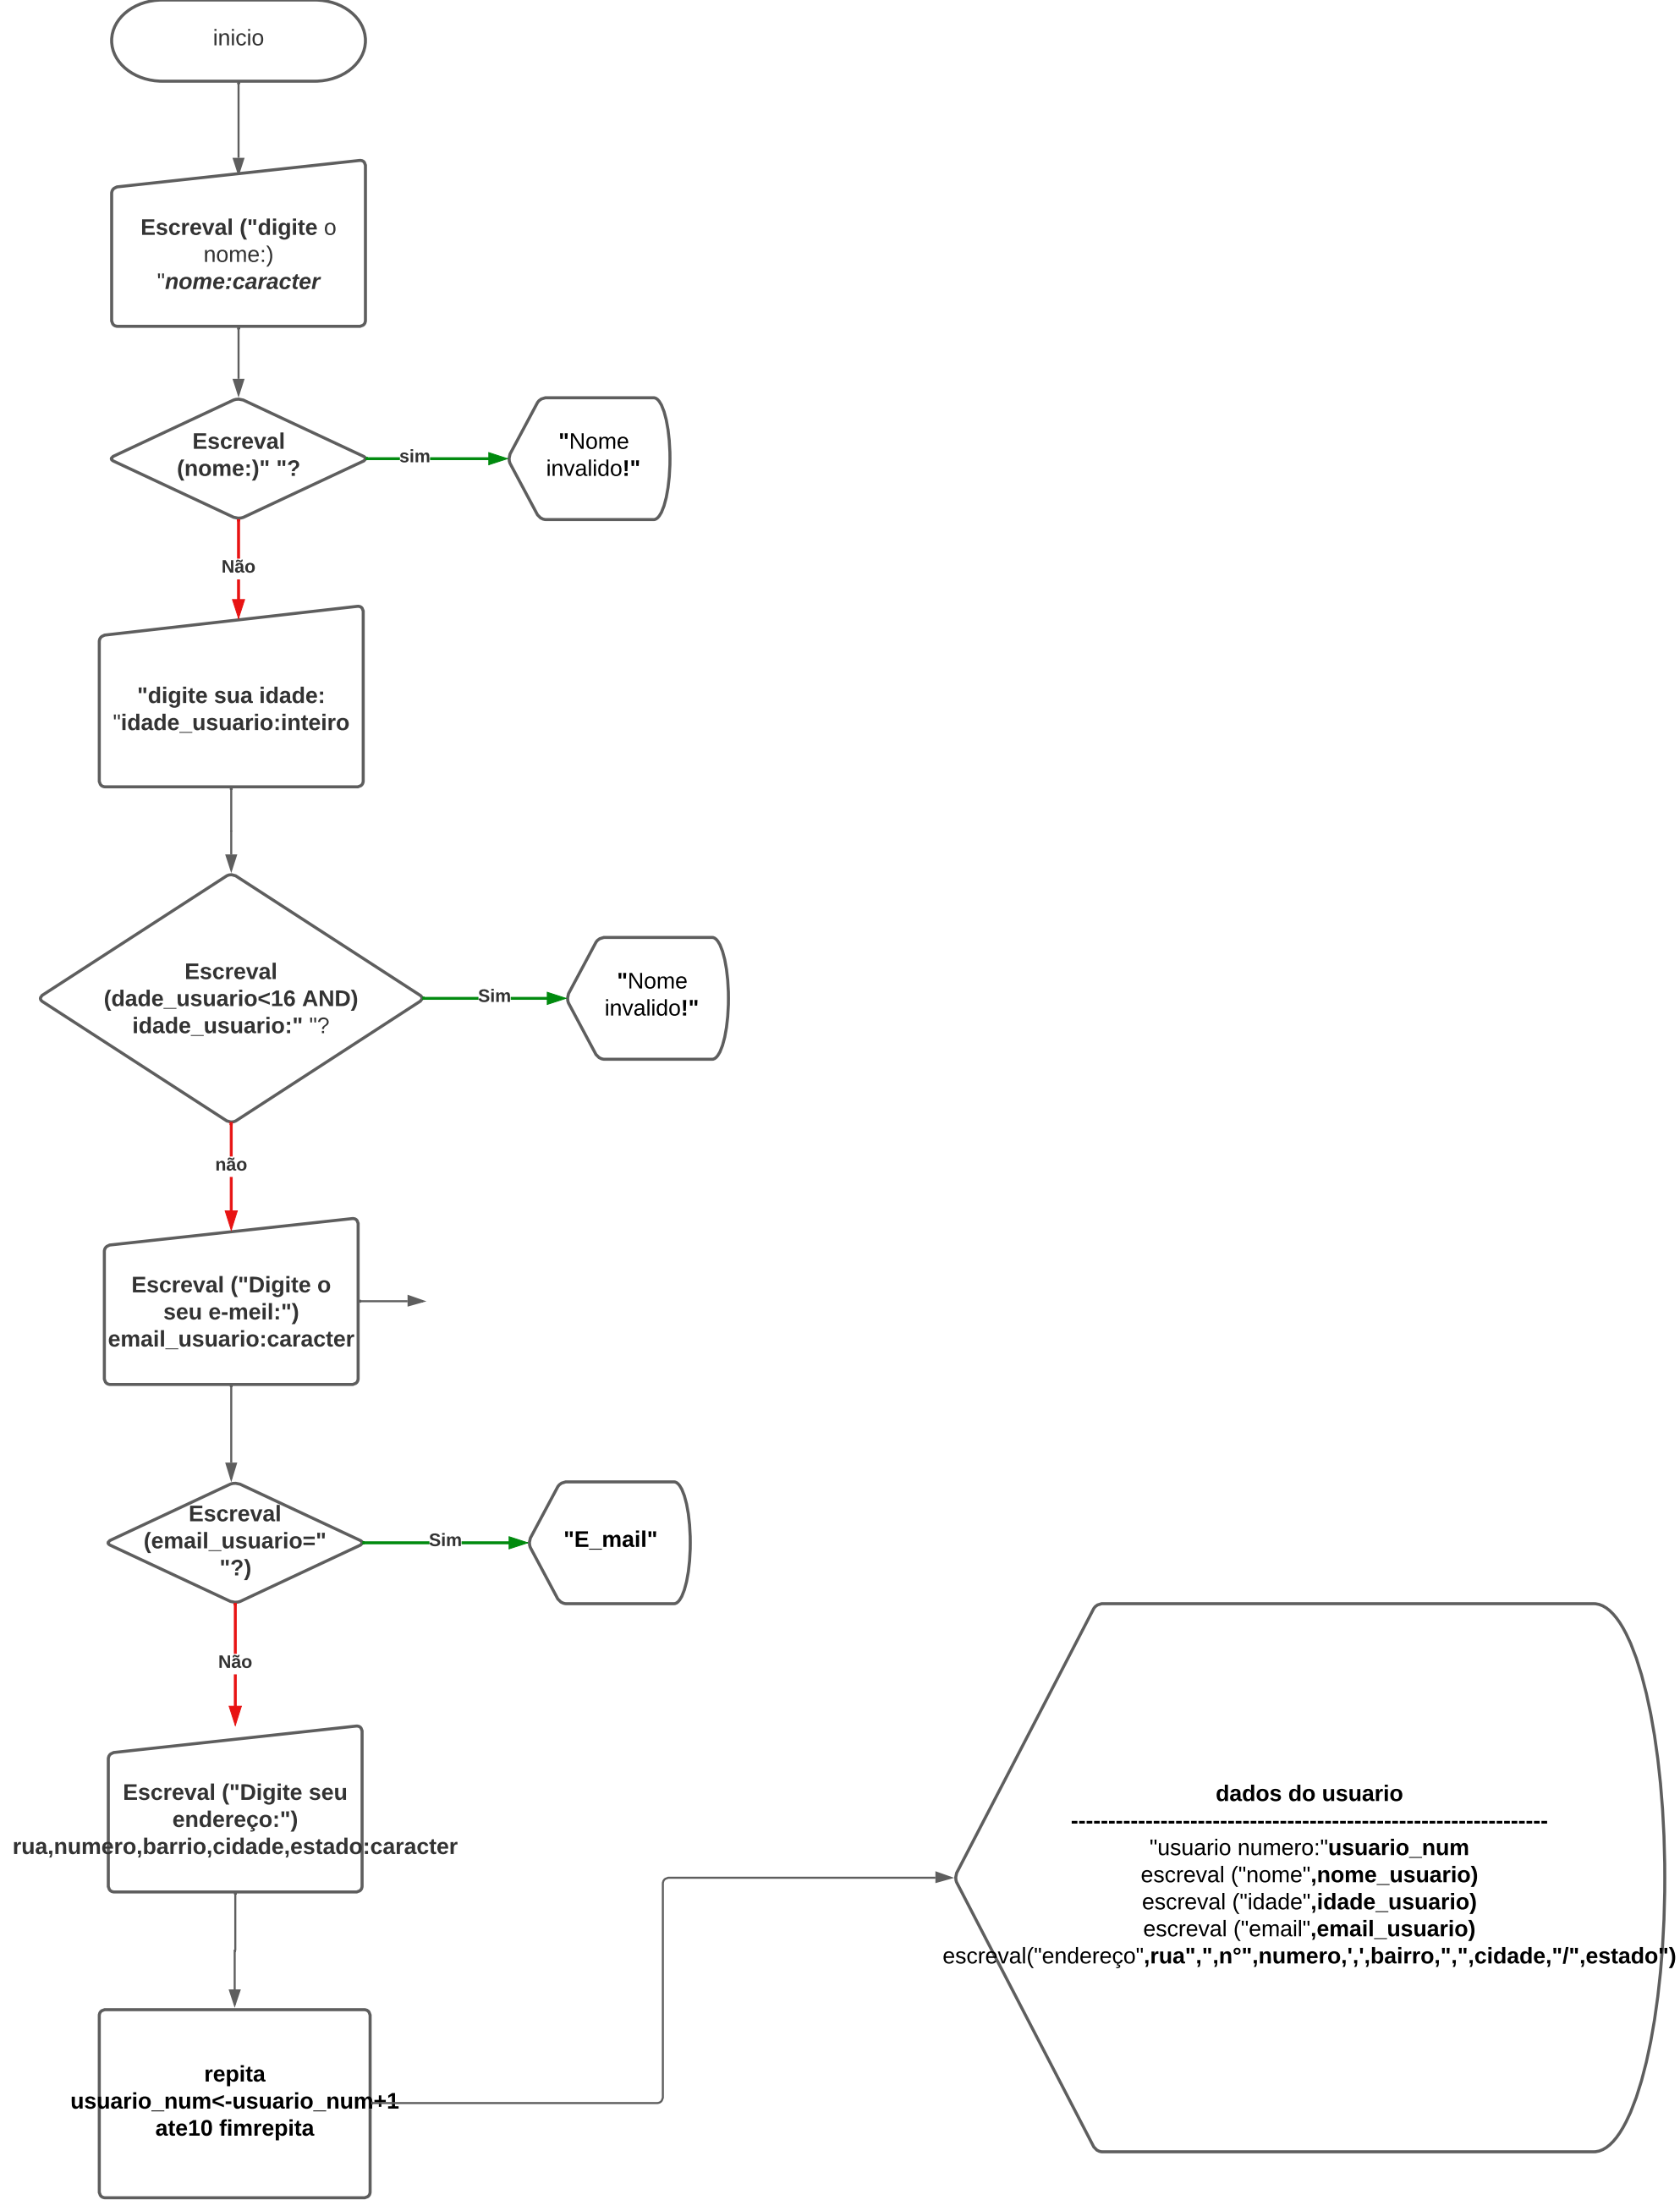 inicio
Escreval ("digite o
nome:)
"nome:caracter
Escreval
(nome:)" "?
sim
"Nome
invalido!"
Não
"digite sua idade:
"idade_usuario:inteiro
Escreval
(dade_usuario<16 AND)
idade_usuario:" "?
Sim
"Nome
invalido!"
não
Escreval ("Digite o
seu e-meil:")
email_usuario:caracter
Escreval
(email_usuario="
"?)
Sim
"E_mail"
Não
Escreval ("Digite seu
endereço:")
rua,numero,barrio,cidade,estado:caracter
repita
usuario_num<-usuario_num+1
ate10 fimrepita
dados do usuario
----------------------------------------------------------------
"usuario numero:"usuario_num
escreval ("nome",nome_usuario)
escreval ("idade",idade_usuario)
escreval ("email",email_usuario)
escreval("endereço",rua",",n°",numero,',',bairro,",",cidade,"/",estado")